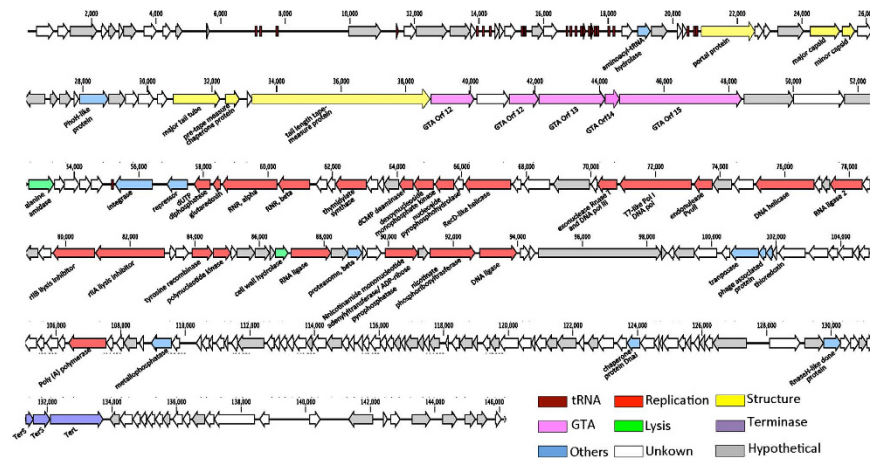 2,000 4,000 6,000 8,000 10,000 12,000 14,000 16,000 18,000 20,000 22,000 24,000 26,000
aminoacyl-tRNA hydrolase
portal protein
major capsid
minor capsid
28,000 30,000 32,000 34,000 36,000 38,000 40,000 42,000 44,000 46,000 48,000 50,000 52,000
PhoH-like protein
major tail tube
pre-tape measure chaperone protein
tail length tape-measure protein
GTA Orf 12
GTA Orf 12
GTA Orf 13
GTA Orf14
GTA Orf 15
54,000 56,000 58,000 60,000 62,000 64,000 66,000 68,000 70,000 72,000 74,000 76,000 78,000
alanine amidase
integrase
repressor
dUTP diphosphatase
glutaredoxin
RNR, alpha
RNR, beta
thymidylate synthase
dCMP deaminase
deoxynucleoside monophosphate kinase
nucleotide pyrophosphohydrolase
RecD-like helicase
exonuclease RnaseT and DNA pol III
T7-like Pol I DNA pol
endonuclease PvuII
DNA helicase
RNA ligase 2
80,000 82,000 84,000 86,000 88,000 90,000 92,000 94,000 96,000 98,000 100,000 102,000 104,000
rIIB lysis inhibitor
rIIA lysis inhibitor
tyrosine recombinase
polynucleotide kinase
cell wall hydrolase
RNA ligase
proteasome, beta
Nnicotinamide mononucleotide adenylyltransferase/ ADP-ribose pyrophosphatase
nicotinate phosphoribosyltrasferase
DNA ligase
tranpocase
phage associated protein
thioredoxin
106,000 108,000 110,000 112,000 114,000 116,000 118,000 120,000 122,000 124,000 126,000 128,000 130,000
Poly (A) polymerase
metallophosphatase
chaperone protein DnaJ
RnaseH-like done protein
132,000 134,000 136,000 138,000 140,000 142,000 144,000 146,000
TerS
TerS
TerL
tRNA Replication Structure
GTA Lysis Terminase
Others Unkown Hypothetical